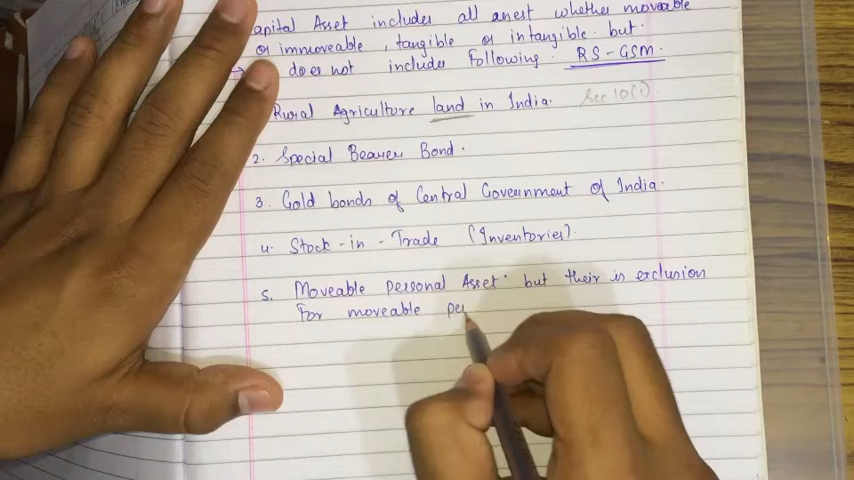 apital Asset includes all asset whether moveable
or immoveable, tangible or intangible. but
does not includes Following. RS-GSM.
Rural Agriculture land in India. Sec 10(1)
2. Special Bearer Bond.
3. Gold bonds of Central Government of India.
4. Stock-in-Trade (Inventories).
5. Moveable personal Asset. but their is exclusion
For moveable per